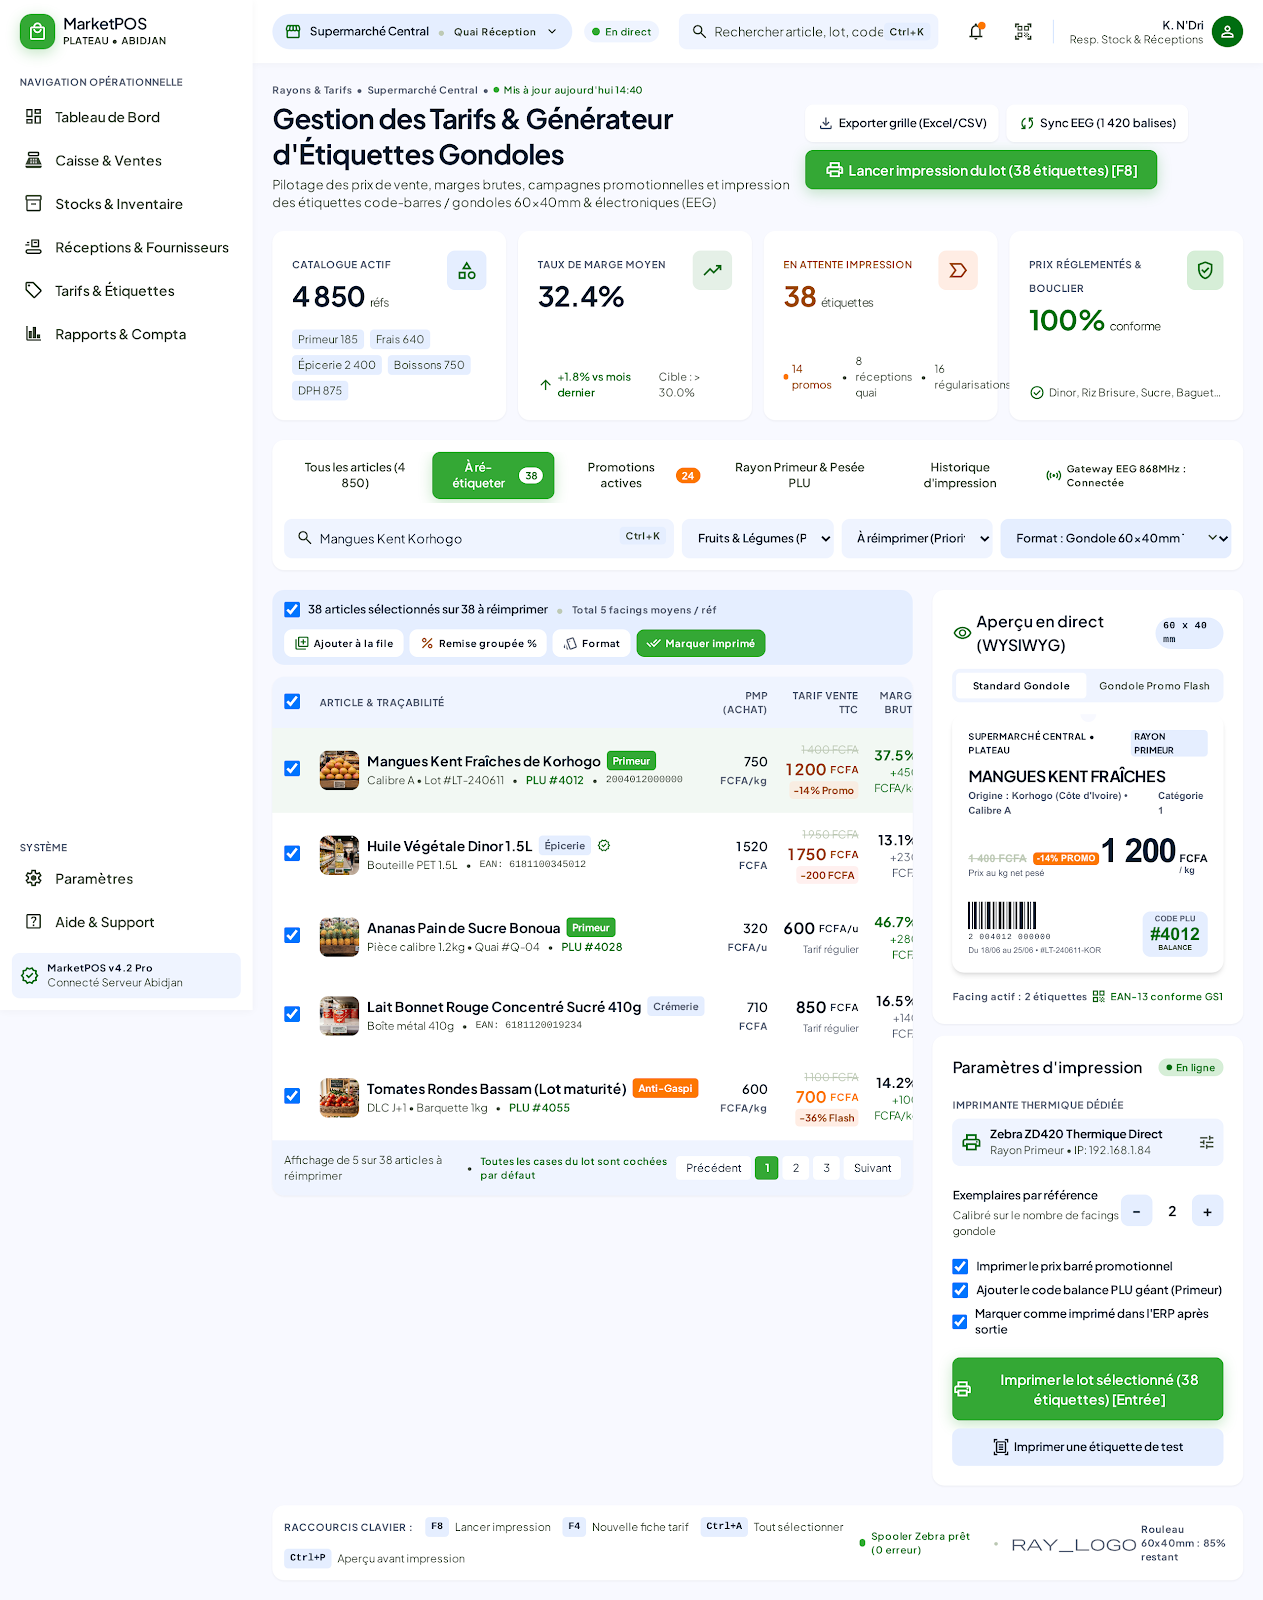 MarketPOS
PLATEAU • ABIDJAN
NAVIGATION OPÉRATIONNELLE
Tableau de Bord
Caisse & Ventes
Stocks & Inventaire
Réceptions & Fournisseurs
Tarifs & Étiquettes
Rapports & Compta
SYSTÈME
Paramètres
Aide & Support
MarketPOS v4.2 Pro
Connecté Serveur Abidjan
Supermarché Central • Quai Réception
En direct
Rechercher article, lot, code Ctrl+K
K. N'Dri
Resp. Stock & Réceptions
Rayons & Tarifs • Supermarché Central • Mis à jour aujourd'hui 14:40
Gestion des Tarifs & Générateur
d'Étiquettes Gondoles
Pilotage des prix de vente, marges brutes, campagnes promotionnelles et impression
des étiquettes code-barres / gondoles 60×40mm & électroniques (EEG)
Exporter grille (Excel/CSV)
Sync EEG (1 420 balises)
Lancer impression du lot (38 étiquettes) [F8]
CATALOGUE ACTIF
4 850 réfs
Primeur 185
Frais 640
Épicerie 2 400
Boissons 750
DPH 875
TAUX DE MARGE MOYEN
32.4%
+1.8% vs mois
dernier
Cible : >
30.0%
EN ATTENTE IMPRESSION
38 étiquettes
14
promos
•
8
réceptions
quai
•
16
régularisations
PRIX RÉGLEMENTÉS &
BOUCLIER
100% conforme
Dinor, Riz Brisure, Sucre, Baguet...
Tous les articles (4
850)
À ré-
étiqueter
38
Promotions
actives
24
Rayon Primeur & Pesée
PLU
Historique
d'impression
Gateway EEG 868MHz :
Connectée
Mangues Kent Korhogo
Ctrl+K
Fruits & Légumes (P
À réimprimer (Priori
Format : Gondole 60×40mm
38 articles sélectionnés sur 38 à réimprimer • Total 5 facings moyens / réf
Ajouter à la file
Remise groupée %
Format
Marquer imprimé
ARTICLE & TRAÇABILITÉ
PMP
(ACHAT)
TARIF VENTE
TTC
MARG
BRUT
Mangues Kent Fraîches de Korhogo Primeur
Calibre A • Lot #LT-240611 • PLU #4012 • 2004012000000
750
FCFA/kg
1 400 FCFA
1 200 FCFA
-14% Promo
37.5%
+450
FCFA/k
Huile Végétale Dinor 1.5L Épicerie
Bouteille PET 1.5L • EAN: 6181100345012
1 520
FCFA
1 950 FCFA
1 750 FCFA
-200 FCFA
13.1%
+230
FCF
Ananas Pain de Sucre Bonoua Primeur
Pièce calibre 1.2kg • Quai #Q-04 • PLU #4028
320
FCFA/u
600 FCFA/u
Tarif régulier
46.7%
+280
FCF
Lait Bonnet Rouge Concentré Sucré 410g Crémerie
Boîte métal 410g • EAN: 6181120019234
710
FCFA
850 FCFA
Tarif régulier
16.5%
+140
FCF
Tomates Rondes Bassam (Lot maturité) Anti-Gaspi
DLC J+1 • Barquette 1kg • PLU #4055
600
FCFA/kg
1 100 FCFA
700 FCFA
-36% Flash
14.2%
+100
FCFA/k
Affichage de 5 sur 38 articles à
réimprimer
• Toutes les cases du lot sont cochées
par défaut
Précédent 1 2 3 Suivant
Aperçu en direct
(WYSIWYG)
60 x 40
mm
Standard Gondole
Gondole Promo Flash
SUPERMARCHÉ CENTRAL •
PLATEAU
RAYON
PRIMEUR
MANGUES KENT FRAÎCHES
Origine : Korhogo (Côte d'Ivoire) •
Calibre A
Catégorie
1
1 400 FCFA -14% PROMO
Prix au kg net pesé
1 200 FCFA
/ kg
2 004012 000000
Du 18/06 au 25/06 • #LT-240611-KOR
CODE PLU
#4012
BALANCE
Facing actif : 2 étiquettes
EAN-13 conforme GS1
Paramètres d'impression
En ligne
IMPRIMANTE THERMIQUE DÉDIÉE
Zebra ZD420 Thermique Direct
Rayon Primeur • IP: 192.168.1.84
Exemplaires par référence
Calibré sur le nombre de facings
gondole
− 2 +
Imprimer le prix barré promotionnel
Ajouter le code balance PLU géant (Primeur)
Marquer comme imprimé dans l'ERP après
sortie
Imprimer le lot sélectionné (38
étiquettes) [Entrée]
Imprimer une étiquette de test
RACCOURCIS CLAVIER : F8 Lancer impression F4 Nouvelle fiche tarif Ctrl+A Tout sélectionner
Ctrl+P Aperçu avant impression
Spooler Zebra prêt
(0 erreur)
•
RAY_LOGO
Rouleau
60x40mm : 85%
restant